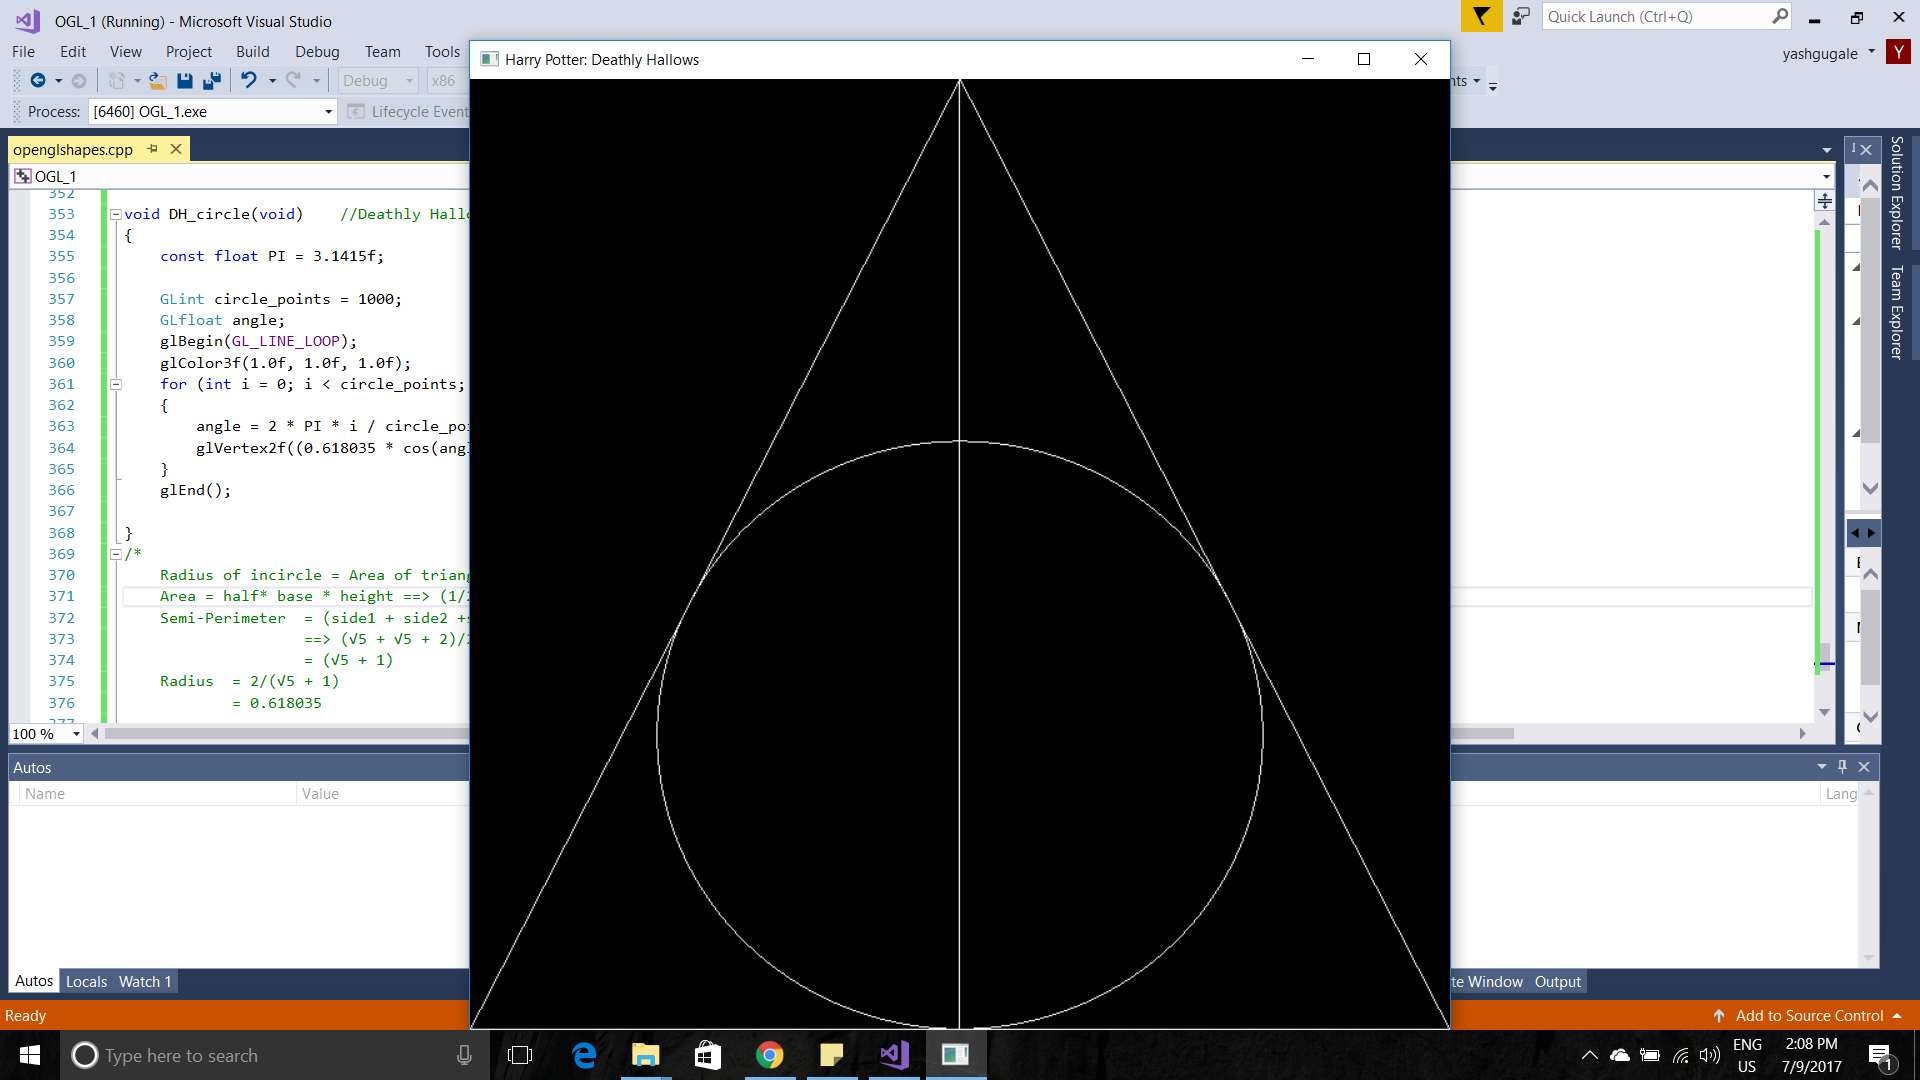 OGL_1 (Running) - Microsoft Visual Studio
Quick Launch (Ctrl+Q)
File Edit View Project Build Debug Team Tools
yashgugale Y
Debug x86
Process: [6460] OGL_1.exe Lifecycle Event
Harry Potter: Deathly Hallows
openglshapes.cpp
OGL_1
352
353 void DH_circle(void) //Deathly Hallo
354 {
355 const float PI = 3.1415f;
356
357 GLint circle_points = 1000;
358 GLfloat angle;
359 glBegin(GL_LINE_LOOP);
360 glColor3f(1.0f, 1.0f, 1.0f);
361 for (int i = 0; i < circle_points;
362 {
363 angle = 2 * PI * i / circle_poi
364 glVertex2f((0.618035 * cos(angl
365 }
366 glEnd();
367
368 }
369 /*
370 Radius of incircle = Area of triang
371 Area = half* base * height ==> (1/2
372 Semi-Perimeter = (side1 + side2 +s
373 ==> (√5 + √5 + 2)/2
374 = (√5 + 1)
375 Radius = 2/(√5 + 1)
376 = 0.618035
377
100 %
Solution Explorer
Team Explorer
Autos
Name Value
Lang
Autos Locals Watch 1
te Window Output
Ready
Add to Source Control
Type here to search
ENG
US
2:08 PM
7/9/2017
1